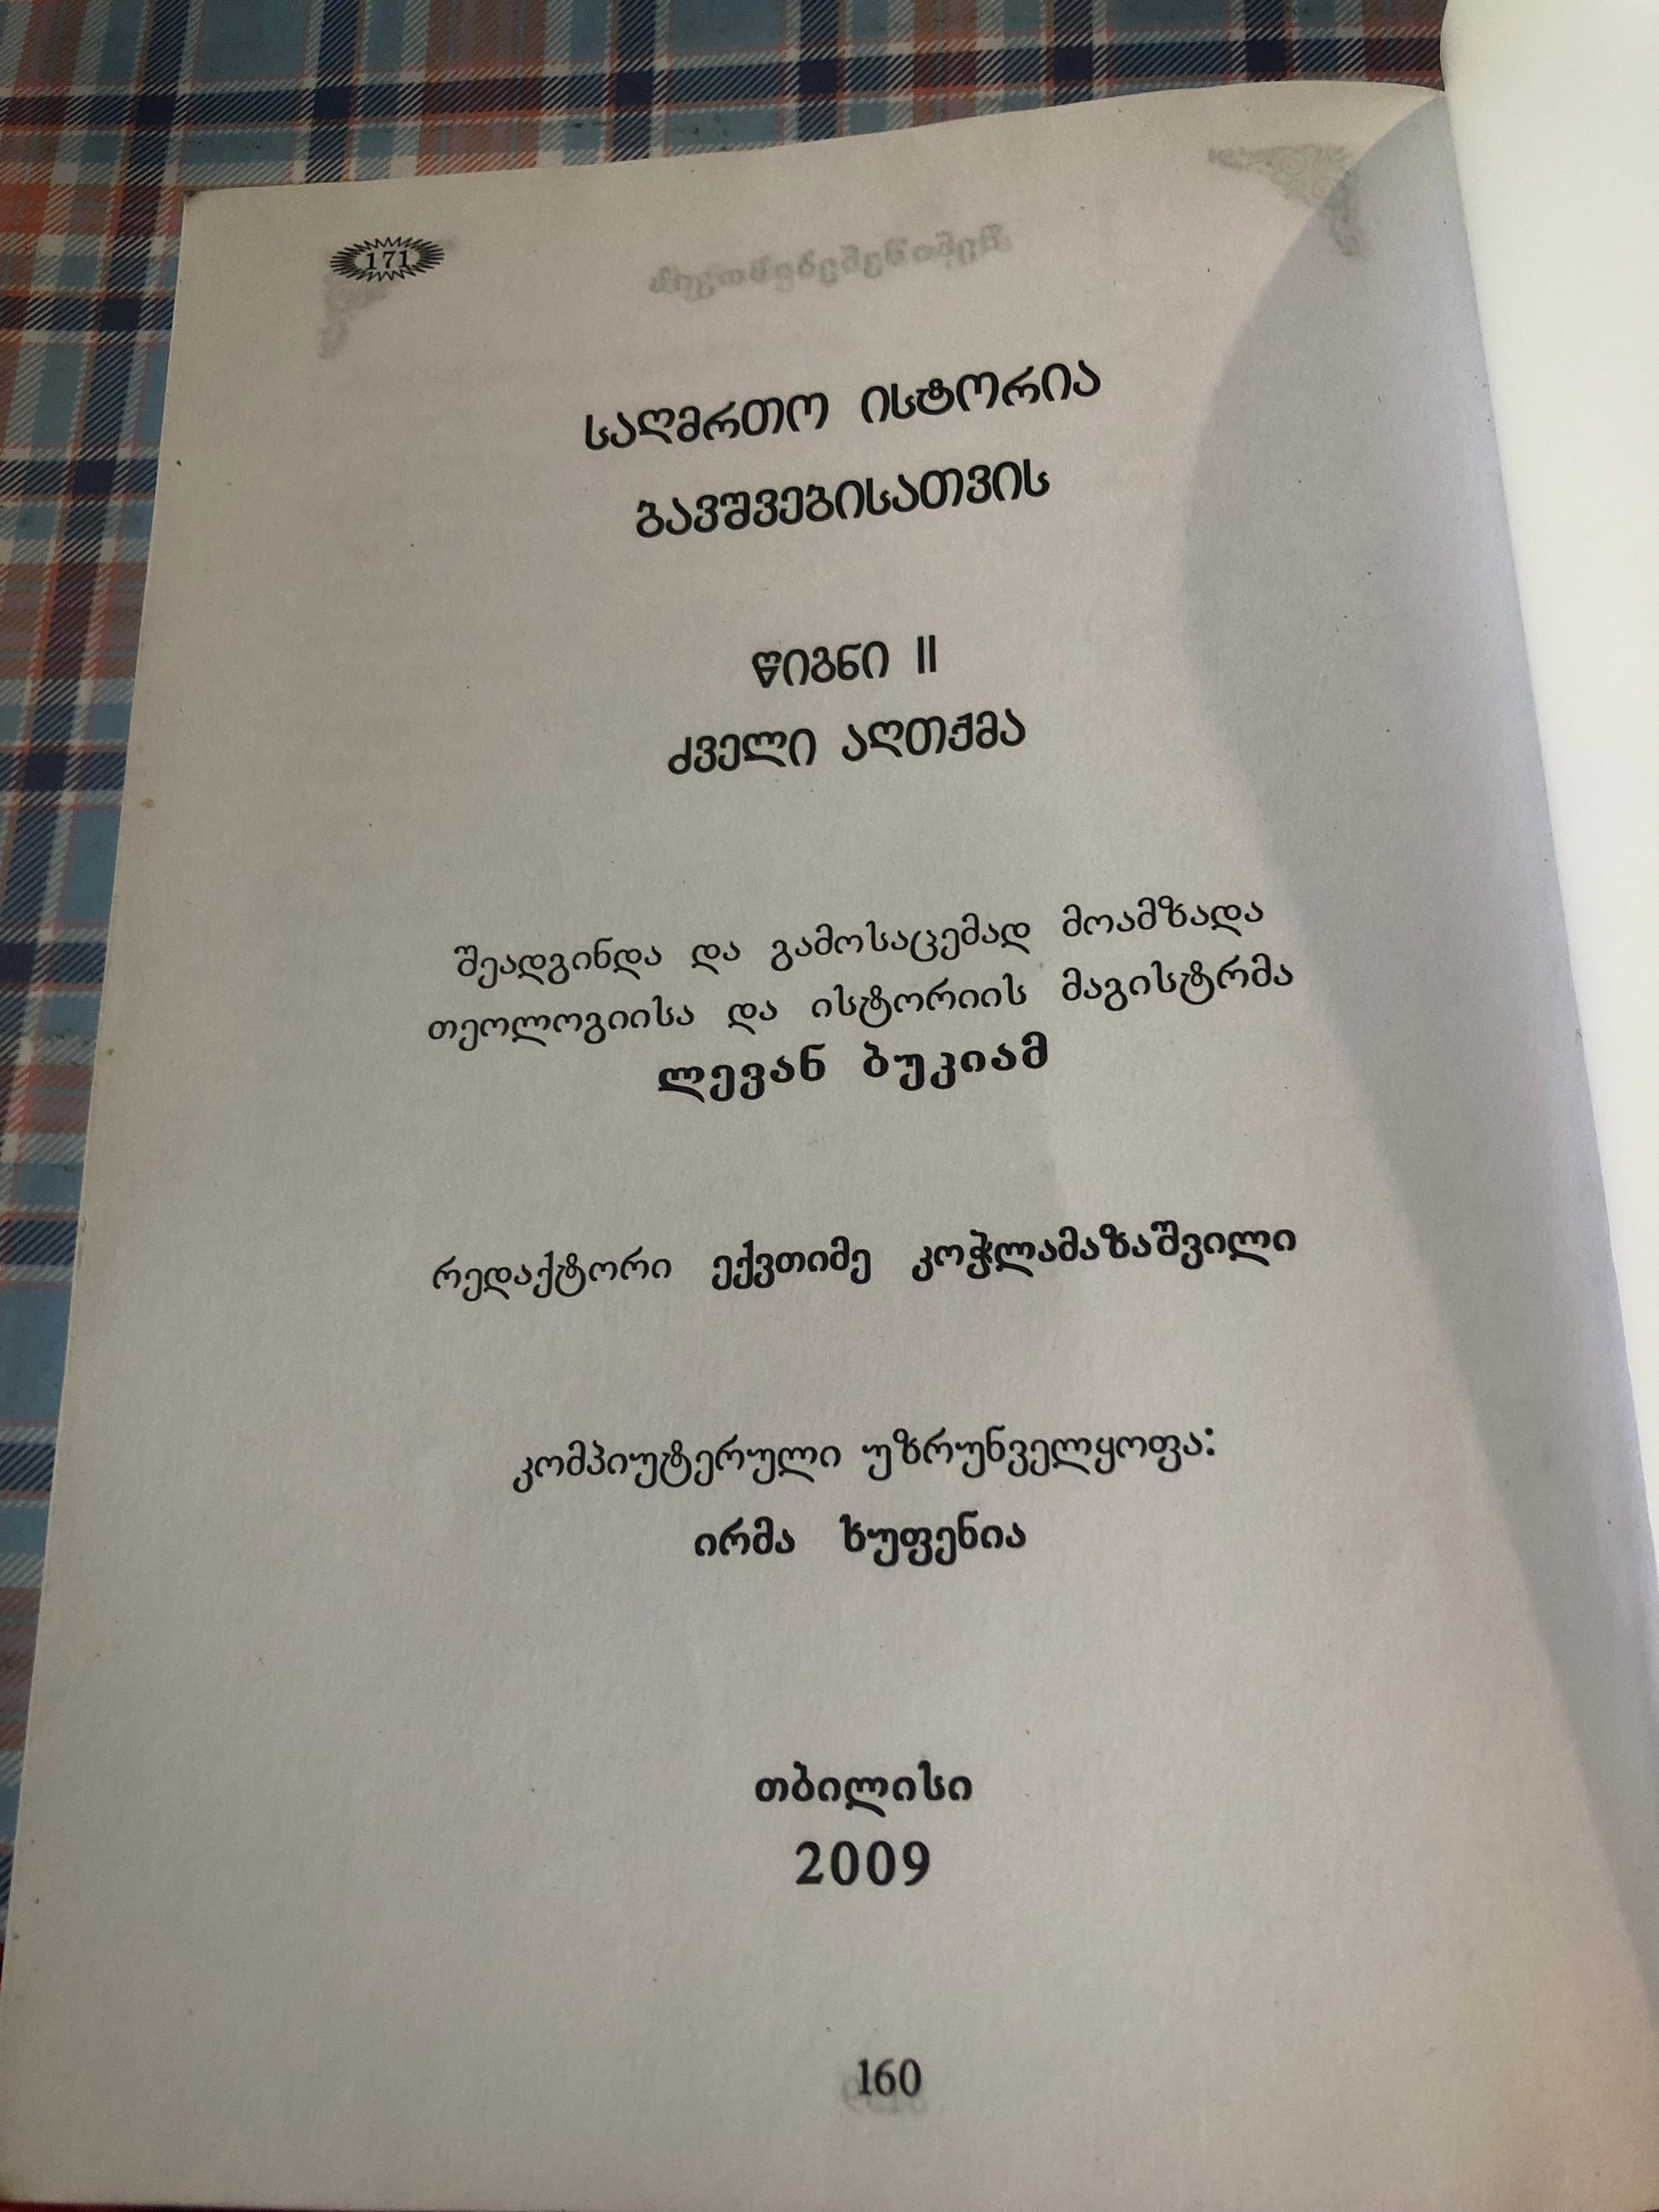 171
საღმრთო ისტორია
ბავშვებისათვის
წიგნი II
ძველი აღთქმა
შეადგინდა და გამოსაცემად მოამზადა
თეოლოგიისა და ისტორიის მაგისტრმა
ლევან ბუკიამ
რედაქტორი ექვთიმე კოჭლამაზაშვილი
კომპიუტერული უზრუნველყოფა:
ირმა ხუფენია
თბილისი
2009
160